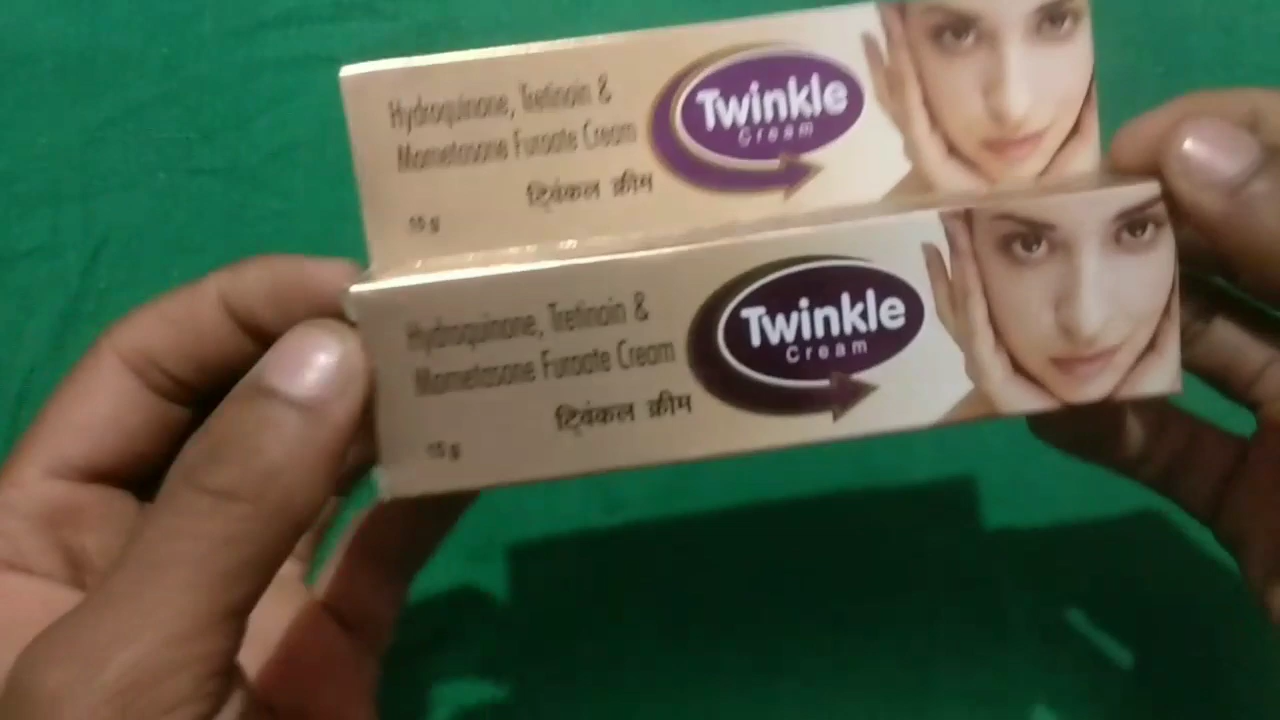 Hydroquinone, Tretinoin &
Mometasone Furoate Cream
ट्विंकल क्रीम
15 g
Twinkle
Cream
Hydroquinone, Tretinoin &
Mometasone Furoate Cream
ट्विंकल क्रीम
15 g
Twinkle
Cream